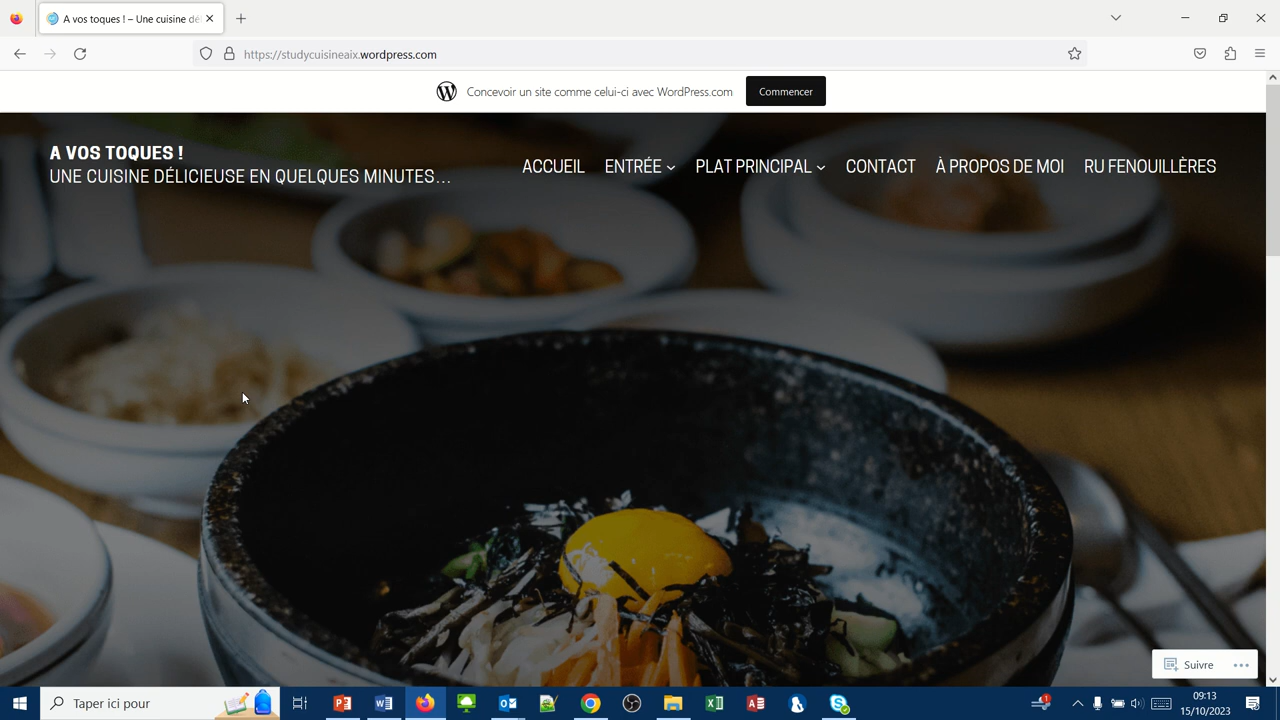 A vos toques ! – Une cuisine dé
https://studycuisineaix.wordpress.com
Concevoir un site comme celui-ci avec WordPress.com
Commencer
A VOS TOQUES !
UNE CUISINE DÉLICIEUSE EN QUELQUES MINUTES…
ACCUEIL ENTRÉE PLAT PRINCIPAL CONTACT À PROPOS DE MOI RU FENOUILLÈRES
Suivre
Taper ici pour
09:13
15/10/2023